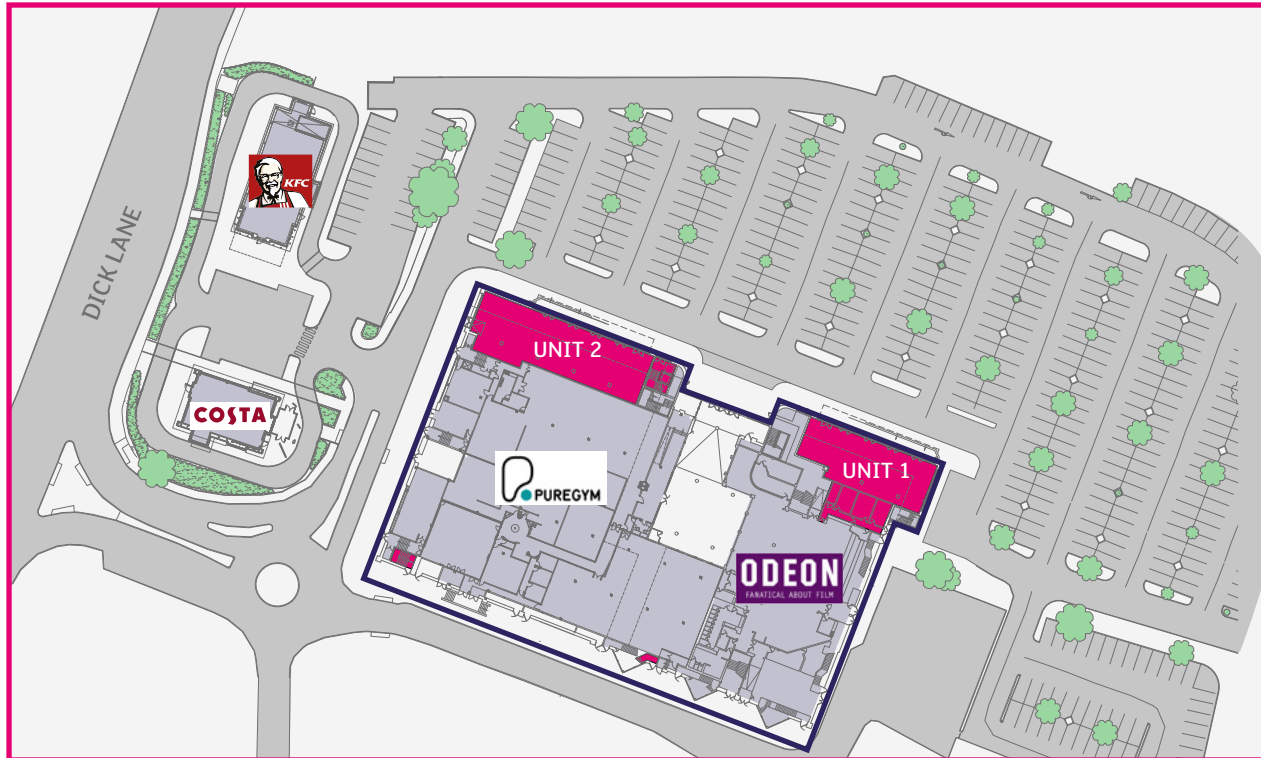 DICK LANE
KFC
COSTA
UNIT 2
PUREGYM
UNIT 1
ODEON
FANATICAL ABOUT FILM